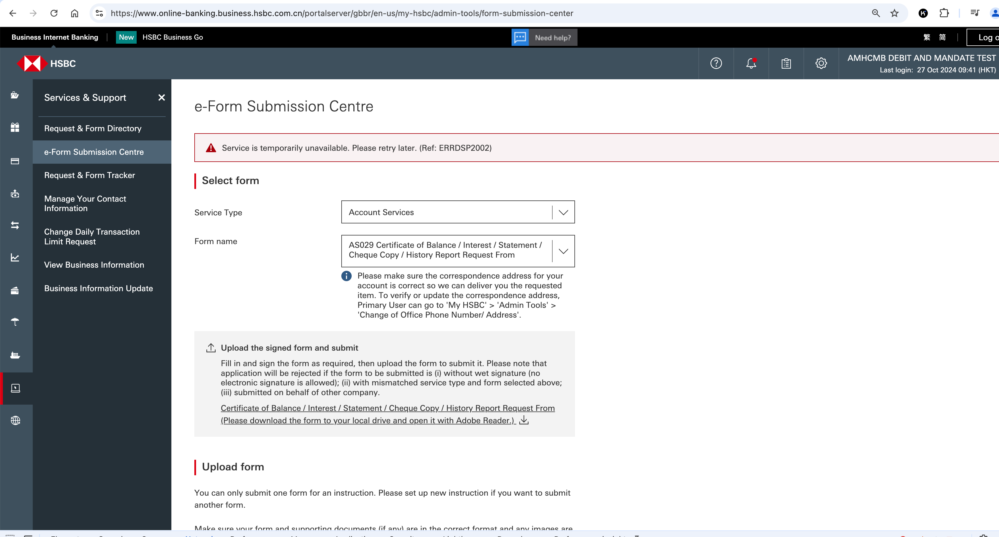 https://www.online-banking.business.hsbc.com.cn/portalserver/gbbr/en-us/my-hsbc/admin-tools/form-submission-center
Business Internet Banking
New HSBC Business Go
Need help?
繁 简
Log o
HSBC
AMHCMB DEBIT AND MANDATE TEST
Last login: 27 Oct 2024 09:41 (HKT)
Services & Support
Request & Form Directory
e-Form Submission Centre
Request & Form Tracker
Manage Your Contact
Information
Change Daily Transaction
Limit Request
View Business Information
Business Information Update
e-Form Submission Centre
Service is temporarily unavailable. Please retry later. (Ref: ERRDSP2002)
Select form
Service Type
Account Services
Form name
AS029 Certificate of Balance / Interest / Statement /
Cheque Copy / History Report Request From
Please make sure the correspondence address for your
account is correct so we can deliver you the requested
item. To verify or update the correspondence address,
Primary User can go to 'My HSBC' > 'Admin Tools' >
'Change of Office Phone Number/ Address'.
Upload the signed form and submit
Fill in and sign the form as required, then upload the form to submit it. Please note that
application will be rejected if the form to be submitted is (i) without wet signature (no
electronic signature is allowed); (ii) with mismatched service type and form selected above;
(iii) submitted on behalf of other company.
Certificate of Balance / Interest / Statement / Cheque Copy / History Report Request From
(Please download the form to your local drive and open it with Adobe Reader.)
Upload form
You can only submit one form for an instruction. Please set up new instruction if you want to submit
another form.
Make sure your form and supporting documents (if any) are in the correct format and any images are